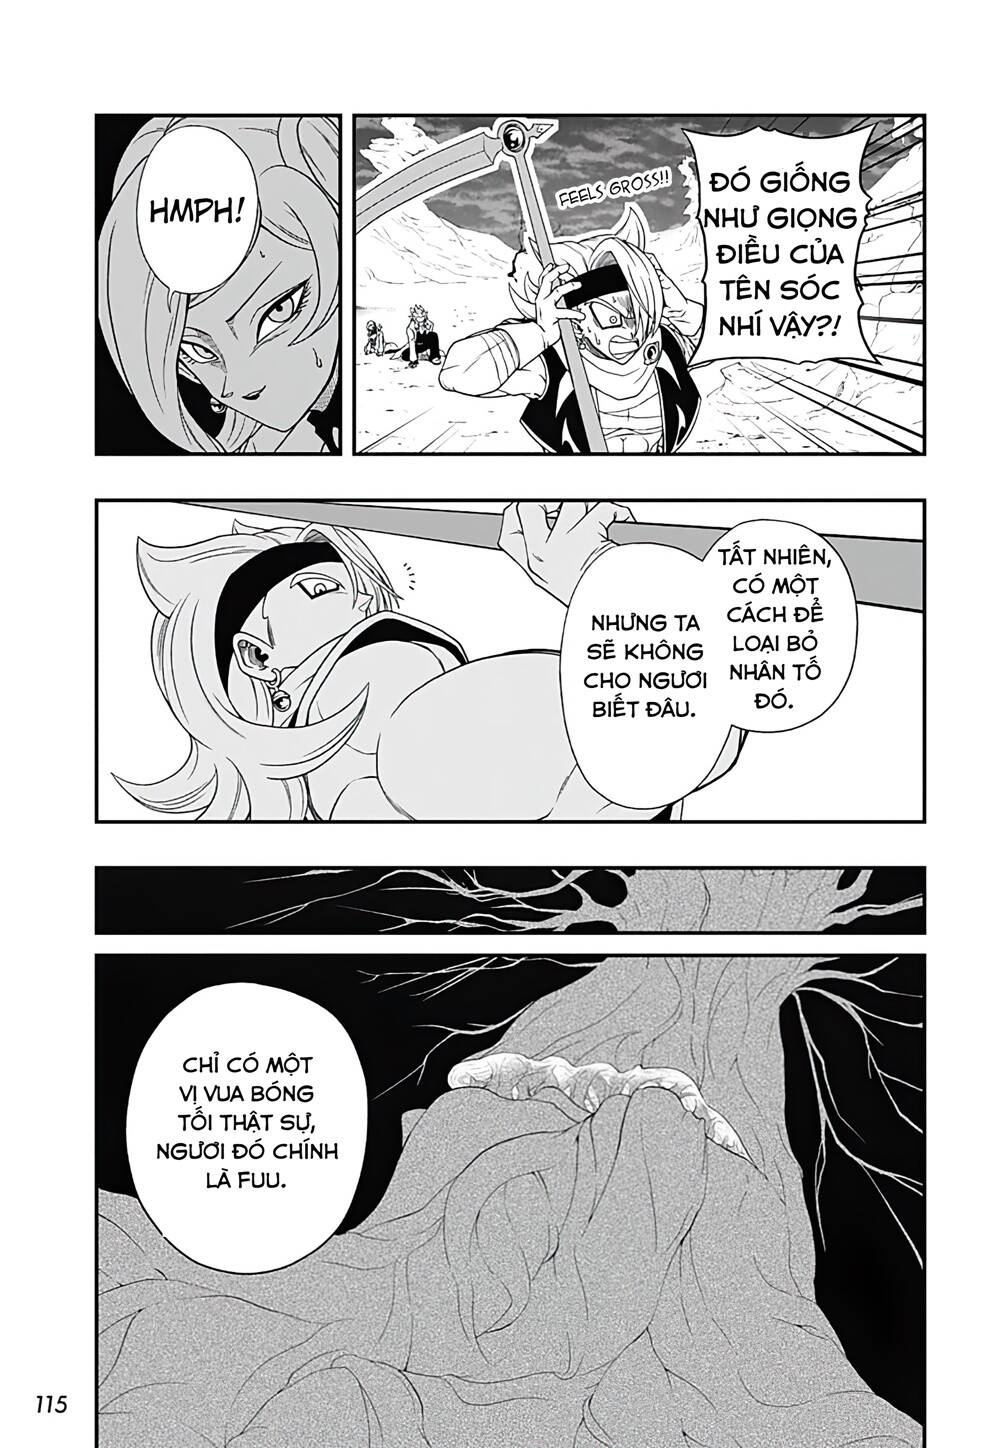 ĐÓ GIỐNG
NHƯ GIỌNG
ĐIỀU CỦA
TÊN SÓC
NHÍ VẬY?!
FEELS GROSS!!
HMPH!
TẤT NHIÊN,
CÓ MỘT
CÁCH ĐỂ
LOẠI BỎ
NHÂN TỐ
ĐÓ.
NHƯNG TA
SẼ KHÔNG
CHO NGƯƠI
BIẾT ĐÂU.
CHỈ CÓ MỘT
VỊ VUA BÓNG
TỐI THẬT SỰ,
NGƯƠI ĐÓ CHÍNH
LÀ FUU.
115